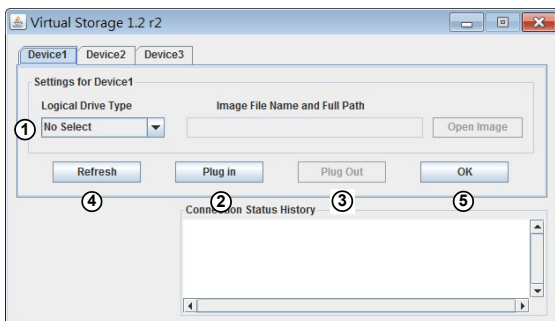 Virtual Storage 1.2 r2
Device1 Device2 Device3
Settings for Device1
Logical Drive Type Image File Name and Full Path
1 No Select Open Image
Refresh Plug in Plug Out OK
4 2 3 5
Connection Status History